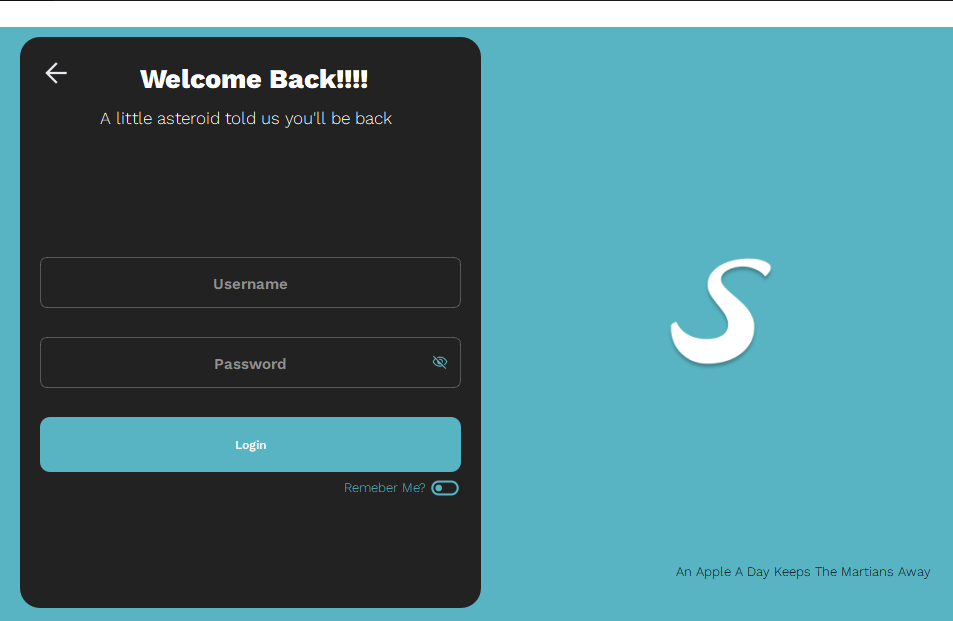 Welcome Back!!!!
A little asteroid told us you'll be back
Username
Password
Login
Remeber Me?
S
An Apple A Day Keeps The Martians Away